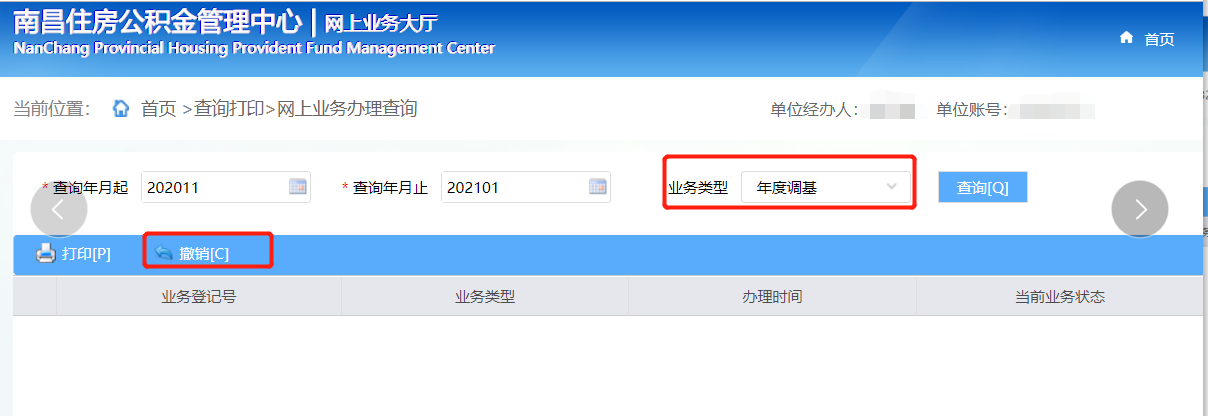 南昌住房公积金管理中心 | 网上业务大厅
NanChang Provincial Housing Provident Fund Management Center
首页
当前位置： 首页 >查询打印>网上业务办理查询 单位经办人: 单位账号:
* 查询年月起 202011 * 查询年月止 202101 业务类型 年度调基 查询[Q]
打印[P] 撤销[C]
业务登记号 业务类型 办理时间 当前业务状态